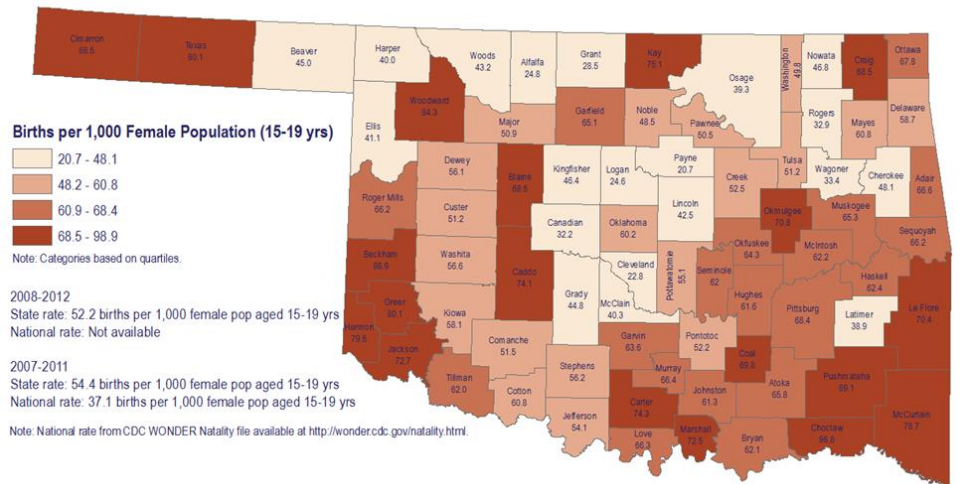 Cimarron
Texas
80.1
Beaver
45.0
Harper
40.0
Woods
43.2
Alfalfa
24.8
Grant
28.5
Kay
75.1
Osage
39.3
Washington
49.8
Nowata
46.8
Craig
68.5
Ottawa
67.8
Woodward
Ellis
41.1
Major
50.9
Garfield
65.1
Noble
48.5
Pawnee
50.5
Rogers
32.9
Mayes
60.8
Delaware
58.7
Births per 1,000 Female Population (15-19 yrs)
20.7 - 48.1
48.2 - 60.8
60.9 - 68.4
68.5 - 98.9
Note: Categories based on quartiles.
Dewey
56.1
Blaine
Kingfisher
46.4
Logan
24.6
Payne
20.7
Creek
52.5
Tulsa
51.2
Wagoner
33.4
Cherokee
48.1
Adair
66.6
Roger Mills
66.2
Custer
51.2
Canadian
32.2
Oklahoma
60.2
Lincoln
42.5
Okmulgee
Muskogee
65.3
Sequoyah
66.2
Beckham
Washita
56.6
Caddo
74.1
Grady
44.8
Cleveland
22.8
McClain
40.3
Pottawatomie
55.1
Seminole
62
Okfuskee
64.3
McIntosh
62.2
Haskell
62.4
Hughes
61.6
Pittsburg
68.4
Latimer
38.9
Le Flore
70.4
2008-2012
State rate: 52.2 births per 1,000 female pop aged 15-19 yrs
National rate: Not available
Greer
Kiowa
58.1
Harmon
Jackson
72.7
Comanche
51.5
Garvin
63.6
Pontotoc
52.2
Coal
69.8
Pushmataha
2007-2011
State rate: 54.4 births per 1,000 female pop aged 15-19 yrs
National rate: 37.1 births per 1,000 female pop aged 15-19 yrs
Tillman
62.0
Cotton
60.8
Stephens
56.2
Murray
66.4
Johnston
61.3
Atoka
65.8
McCurtain
Jefferson
54.1
Carter
74.3
Love
66.3
Marshall
72.5
Bryan
62.1
Choctaw
Note: National rate from CDC WONDER Natality file available at http://wonder.cdc.gov/natality.html.